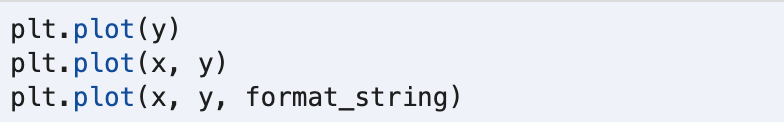 plt.plot(y)
plt.plot(x, y)
plt.plot(x, y, format_string)